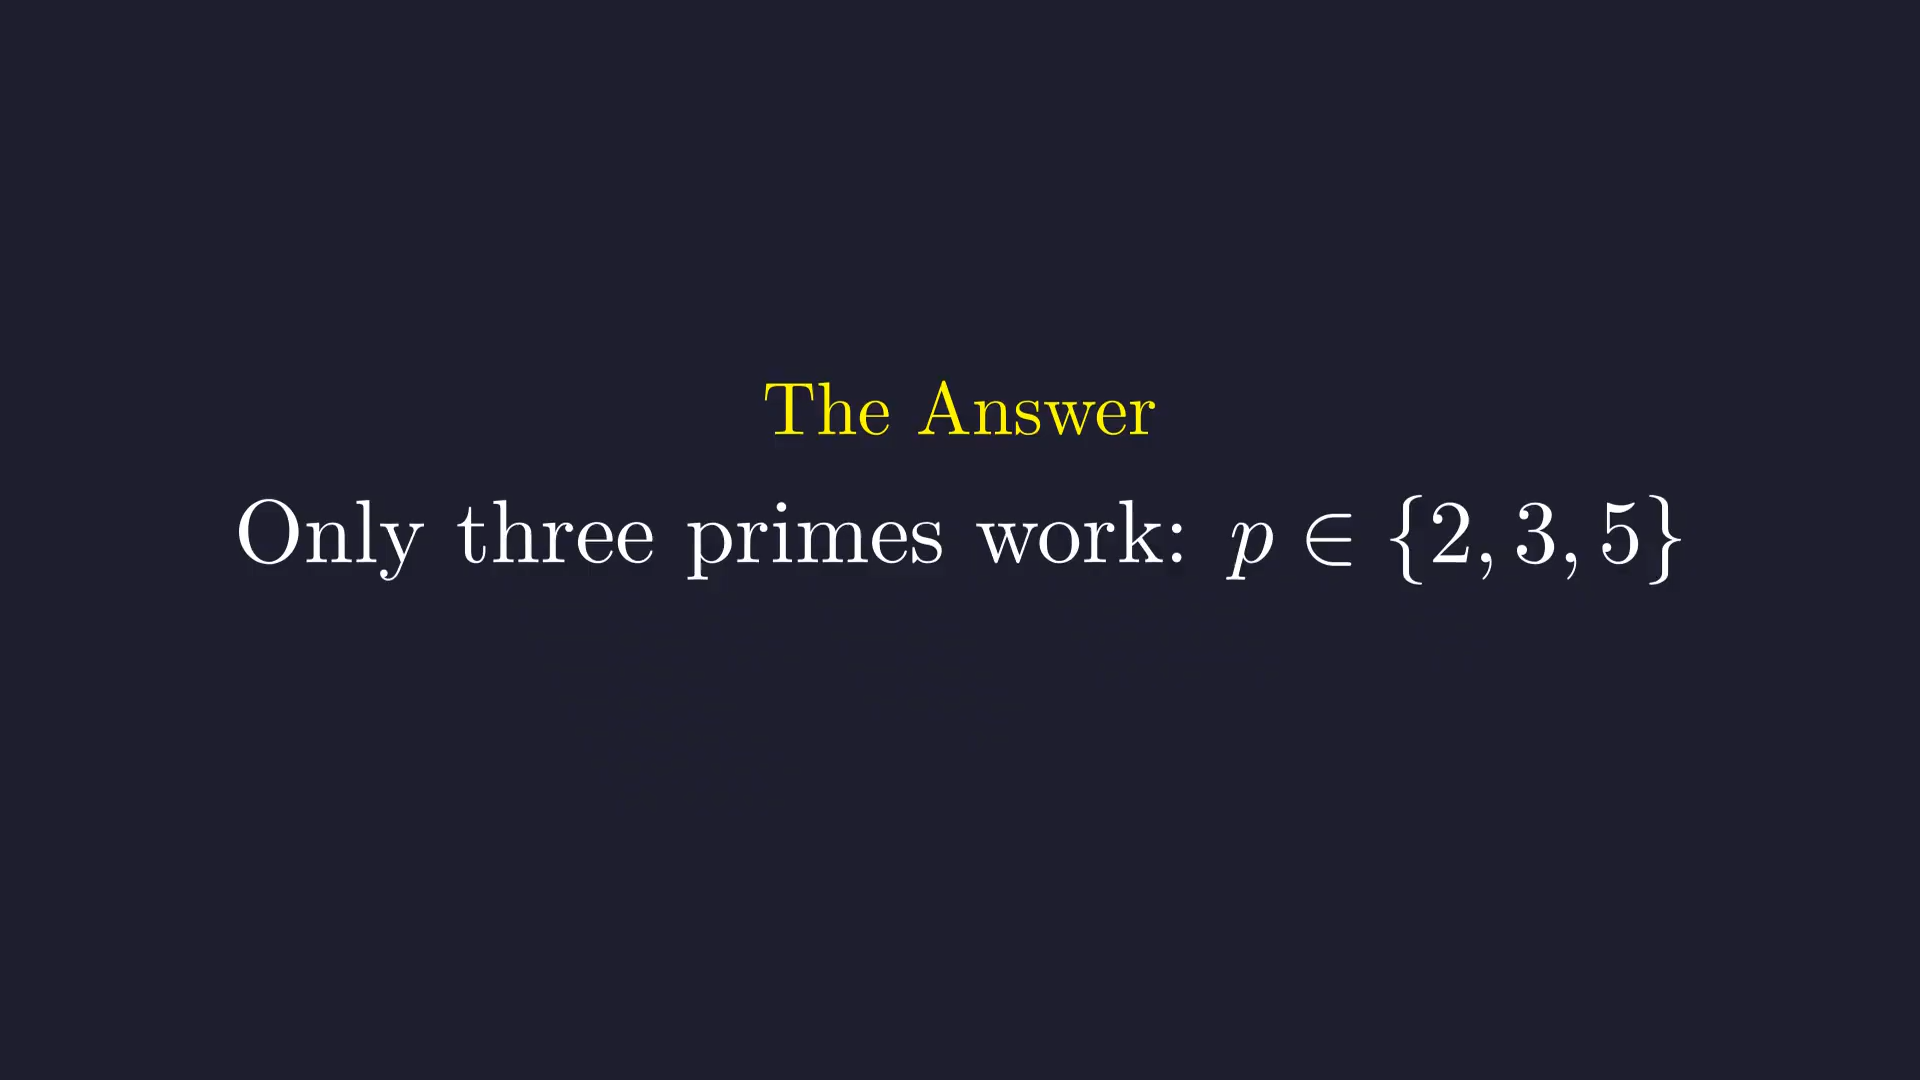 The Answer
Only three primes work: p ∈ {2, 3, 5}